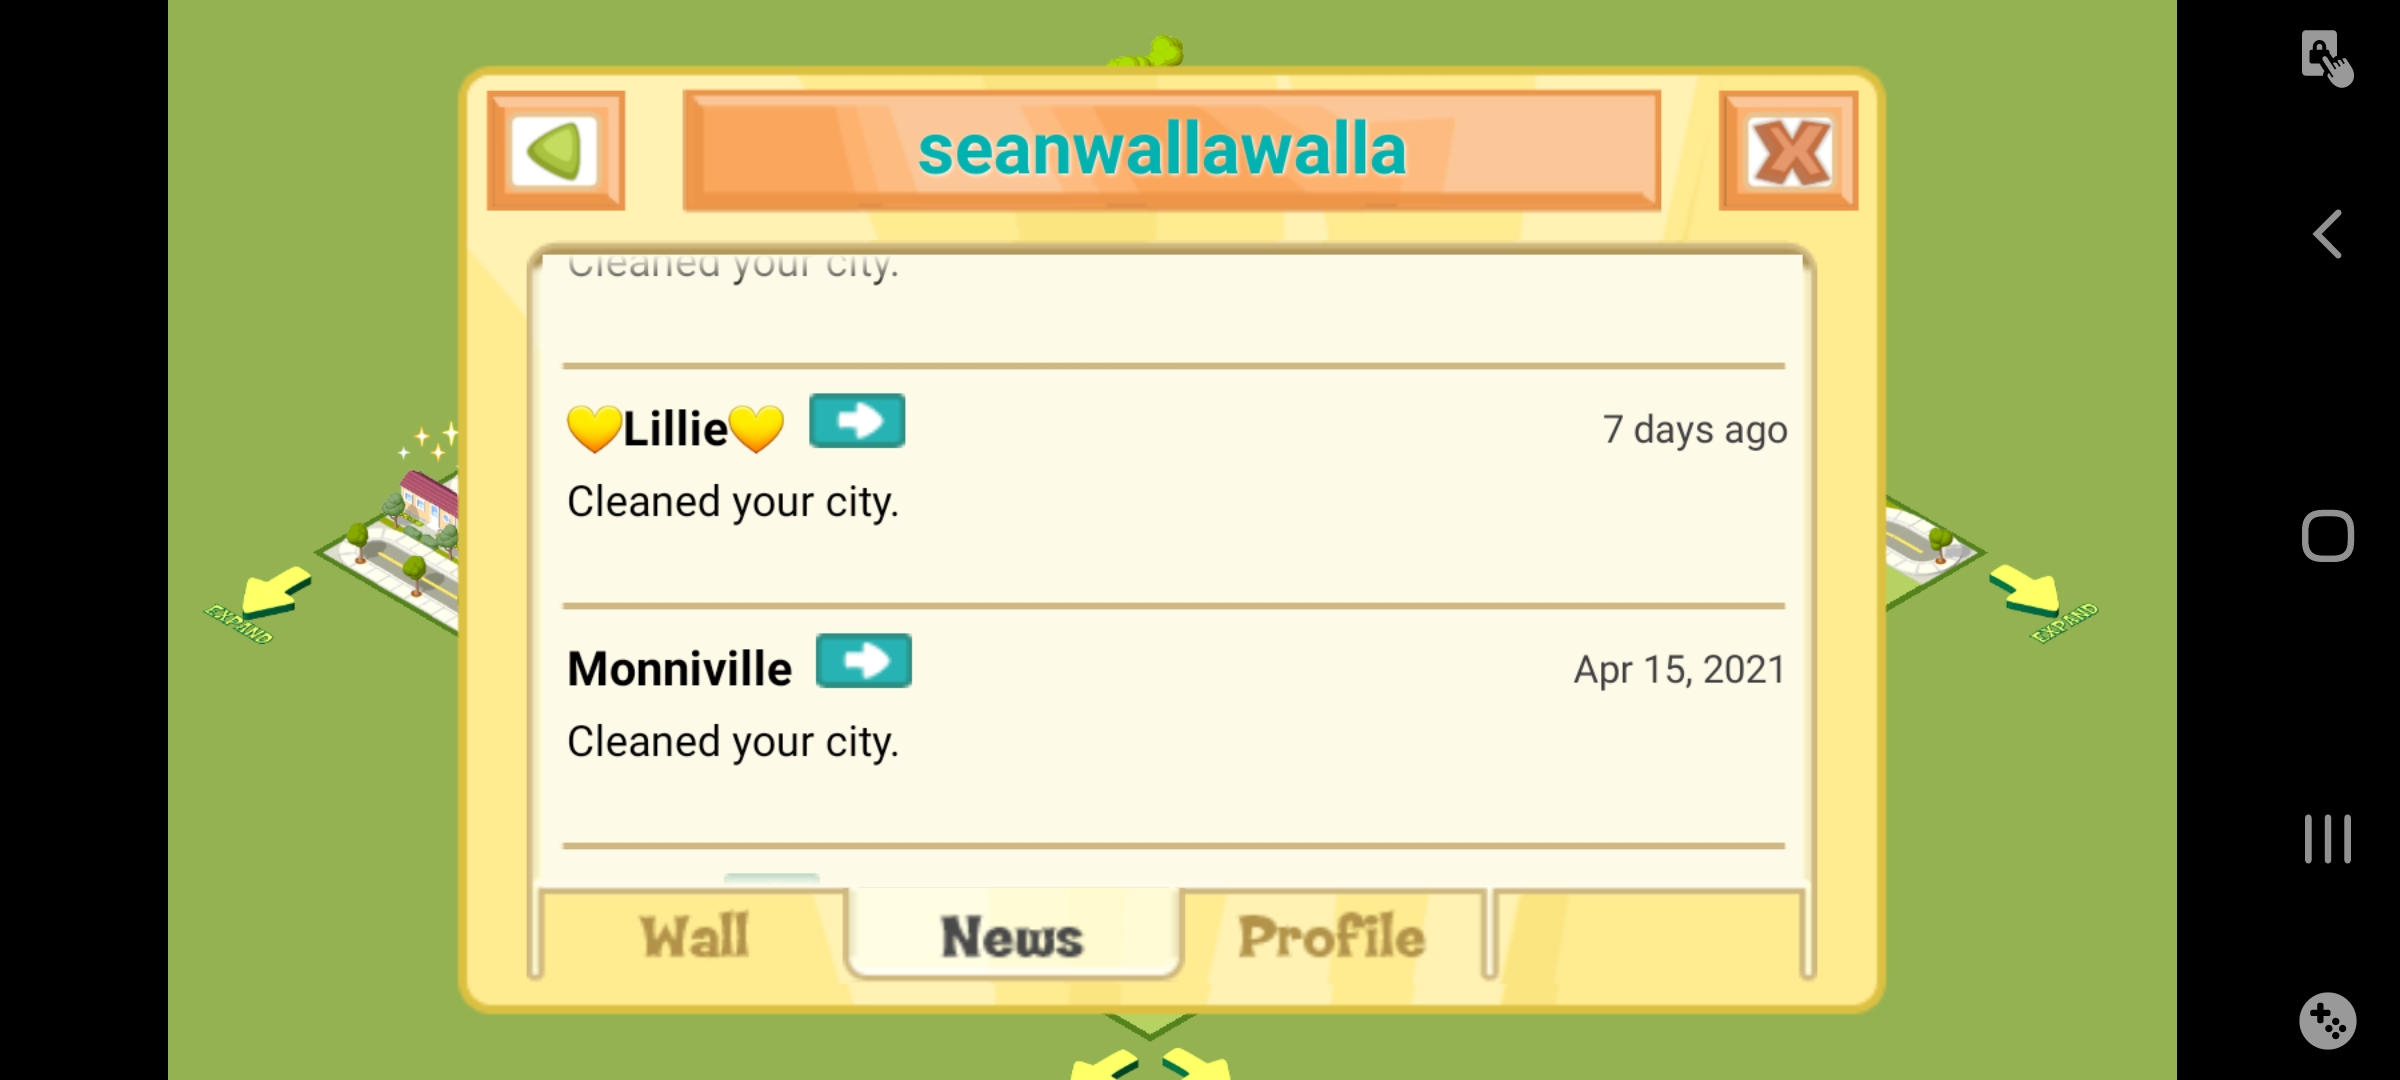 seanwallawalla
Cleaned your city.
💛Lillie💛
7 days ago
Cleaned your city.
Monniville
Apr 15, 2021
Cleaned your city.
Wall
News
Profile
EXPAND
EXPAND